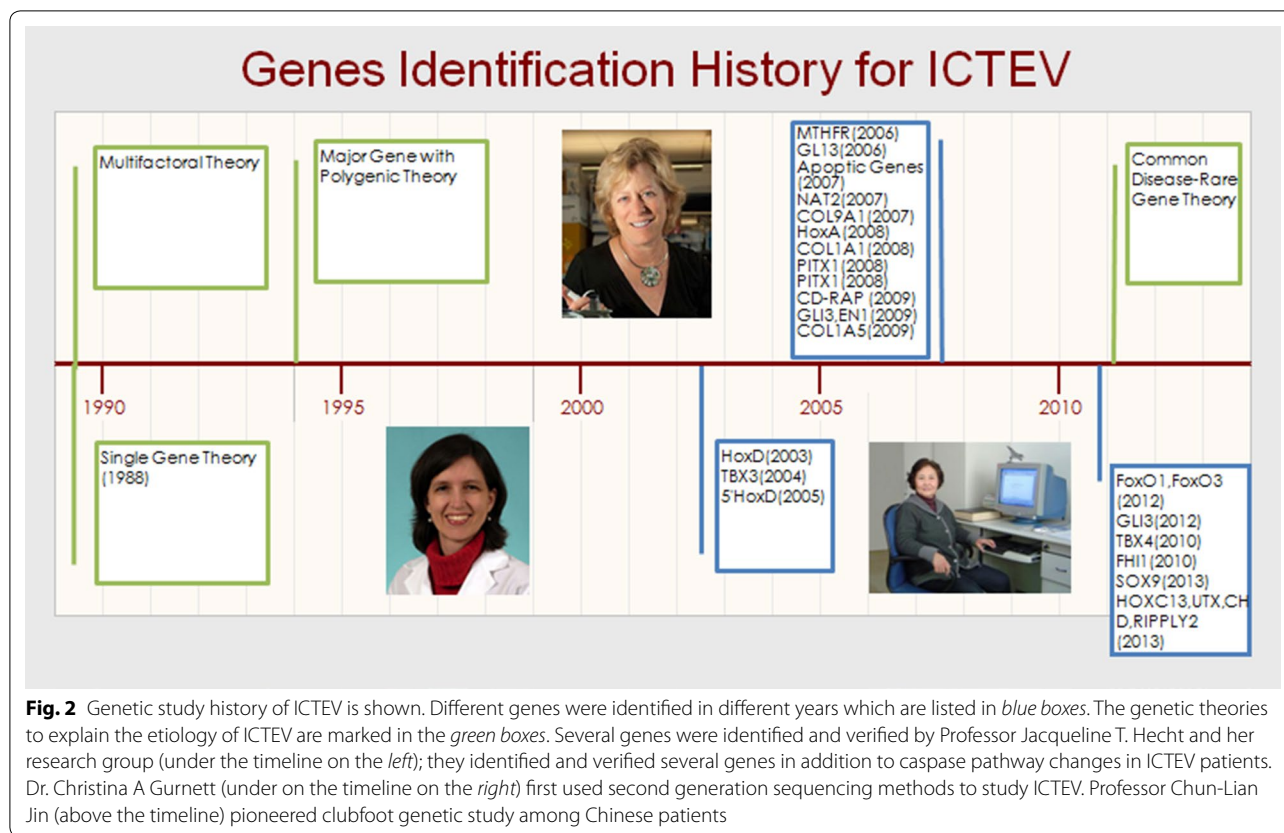 Genes Identification History for ICTEV
Multifactoral Theory
Major Gene with
Polygenic Theory
MTHFR(2006)
GL13(2006)
Apoptic Genes
(2007)
NAT2(2007)
COL9A1(2007)
HoxA(2008)
COL1A1(2008)
PITX1(2008)
PITX1(2008)
CD-RAP (2009)
GLI3,EN1(2009)
COL1A5(2009)
Common
Disease-Rare
Gene Theory
1990
1995
2000
2005
2010
Single Gene Theory
(1988)
HoxD(2003)
TBX3(2004)
5'HoxD(2005)
FoxO1,FoxO3
(2012)
GLI3(2012)
TBX4(2010)
FHI1(2010)
SOX9(2013)
HOXC13,UTX,CH
D,RIPPLY2
(2013)
Fig. 2 Genetic study history of ICTEV is shown. Different genes were identified in different years which are listed in blue boxes. The genetic theories
to explain the etiology of ICTEV are marked in the green boxes. Several genes were identified and verified by Professor Jacqueline T. Hecht and her
research group (under the timeline on the left); they identified and verified several genes in addition to caspase pathway changes in ICTEV patients.
Dr. Christina A Gurnett (under on the timeline on the right) first used second generation sequencing methods to study ICTEV. Professor Chun-Lian
Jin (above the timeline) pioneered clubfoot genetic study among Chinese patients